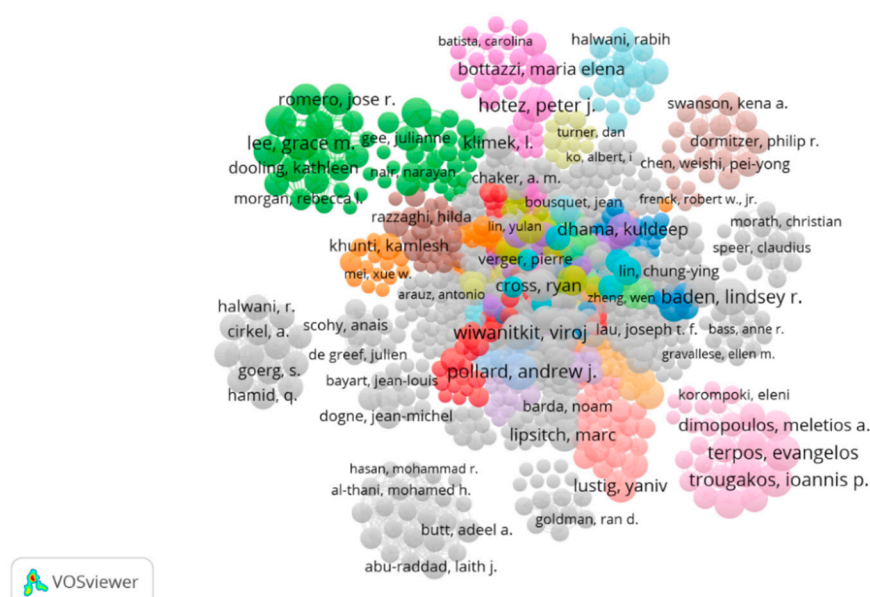 batista, carolina
halwani, rabih
bottazzi, maria elena
romero, jose r.
hotez, peter j.
swanson, kena a.
lee, grace m.
gee, julianne
klimek, l.
turner, dan
dormitzer, philip r.
dooling, kathleen
nair, narayan
ko, albert, i
chen, weishi, pei-yong
chaker, a. m.
morgan, rebecca l.
bousquet, jean
frenck, robert w., jr.
razzaghi, hilda
lin, yulan
dhama, kuldeep
morath, christian
khunti, kamlesh
speer, claudius
verger, pierre
mei, xue w.
lin, chung-ying
cross, ryan
arauz, antonio
zheng, wen
baden, lindsey r.
halwani, r.
scohy, anais
cirkel, a.
wiwanitkit, viroj
lau, joseph t. f.
bass, anne r.
de greef, julien
gravallese, ellen m.
goerg, s.
bayart, jean-louis
pollard, andrew j.
hamid, q.
korompoki, eleni
dogne, jean-michel
barda, noam
dimopoulos, meletios a.
lipsitch, marc
terpos, evangelos
hasan, mohammad r.
trougakos, ioannis p.
al-thani, mohamed h.
lustig, yaniv
butt, adeel a.
goldman, ran d.
abu-raddad, laith j.
VOSviewer